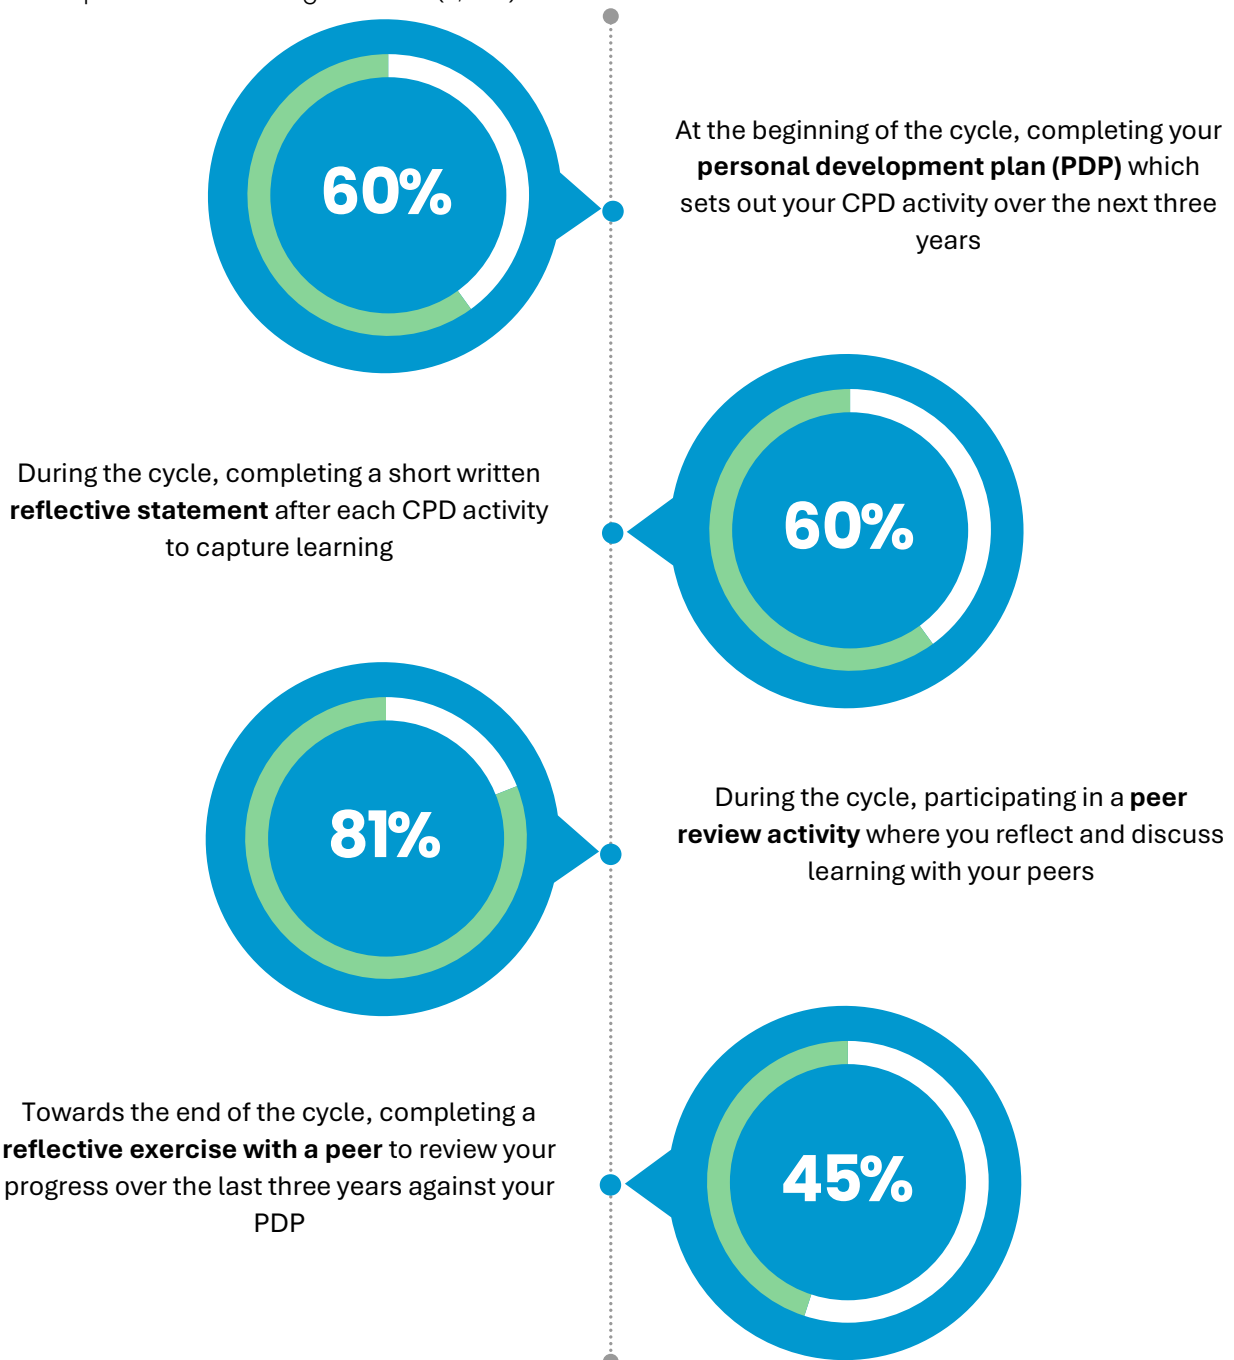 60%
At the beginning of the cycle, completing your
personal development plan (PDP) which
sets out your CPD activity over the next three
years
During the cycle, completing a short written
reflective statement after each CPD activity
to capture learning
60%
81%
During the cycle, participating in a peer
review activity where you reflect and discuss
learning with your peers
Towards the end of the cycle, completing a
reflective exercise with a peer to review your
progress over the last three years against your
PDP
45%